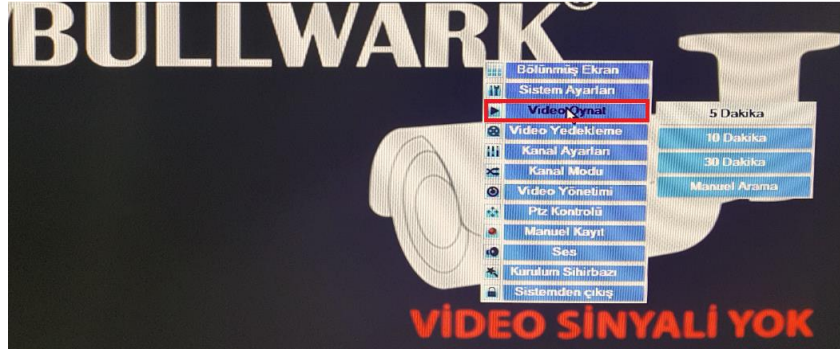 BULLWARK®
Bölünmüş Ekran
Sistem Ayarları
Video Oynat
Video Yedekleme
Kanal Ayarları
Kanal Modu
Video Yönetimi
Ptz Kontrolü
Manuel Kayıt
Ses
Kurulum Sihirbazı
Sistemden çıkış
5 Dakika
10 Dakika
30 Dakika
Manuel Arama
VİDEO SİNYALİ YOK